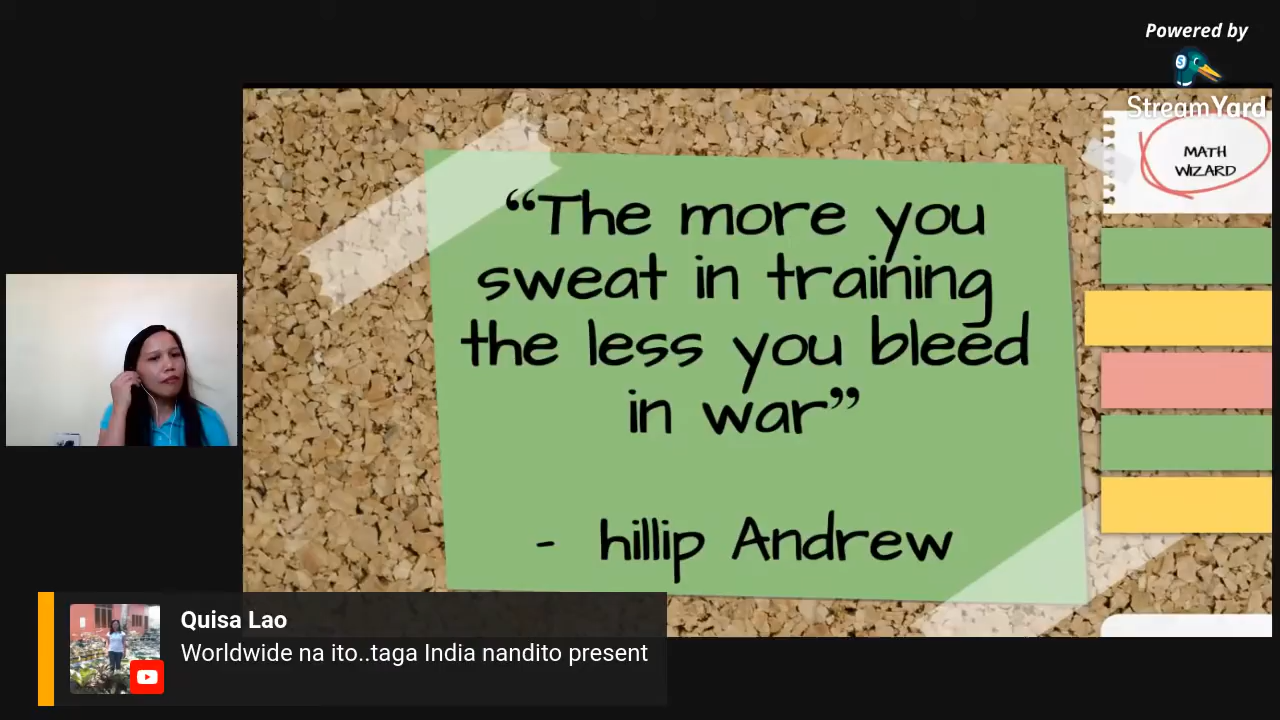 Powered by
StreamYard
MATH
WIZARD
“The more you
sweat in training
the less you bleed
in war”
- hillip Andrew
Quisa Lao
Worldwide na ito..taga India nandito present